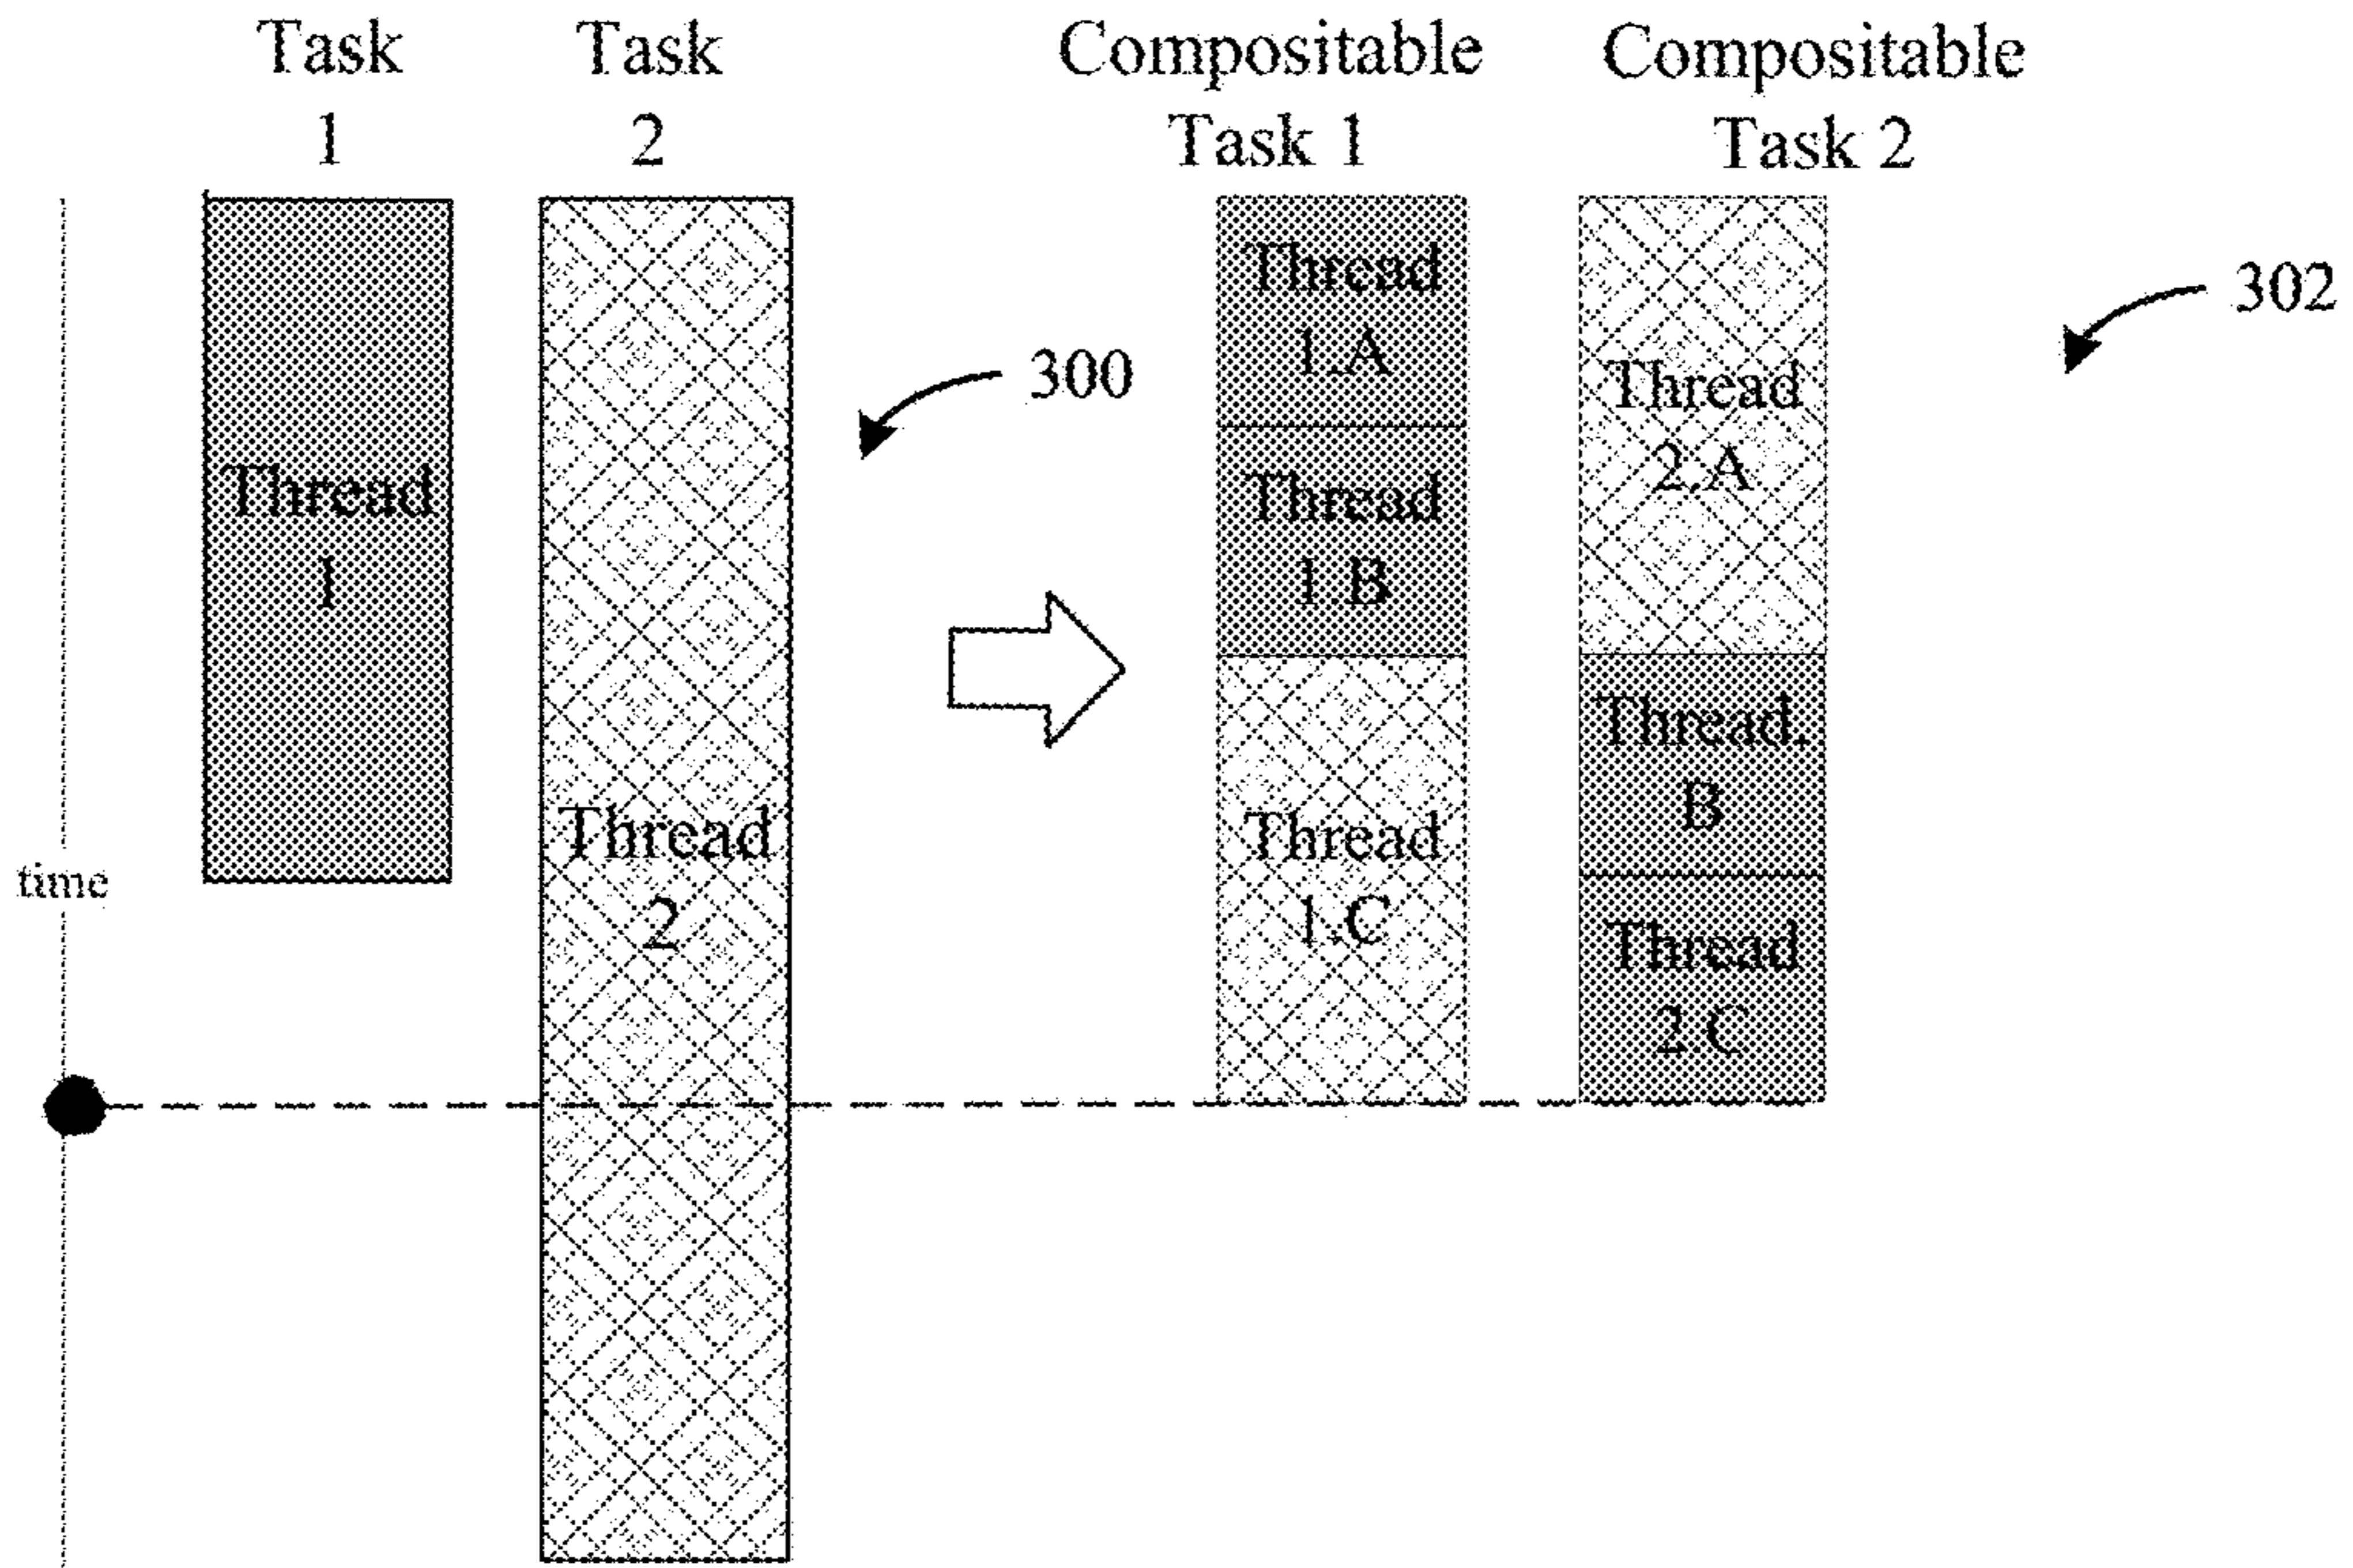 Task
1
Task
2
Compositable
Task 1
Compositable
Task 2
time
Thread
1
Thread
2
300
Thread
1.A
Thread
1.B
Thread
1.C
Thread
2.A
Thread.
B
Thread
2.C
302